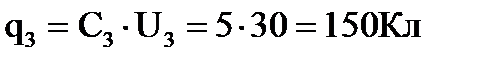 q₃ = C₃ · U₃ = 5 · 30 = 150Кл